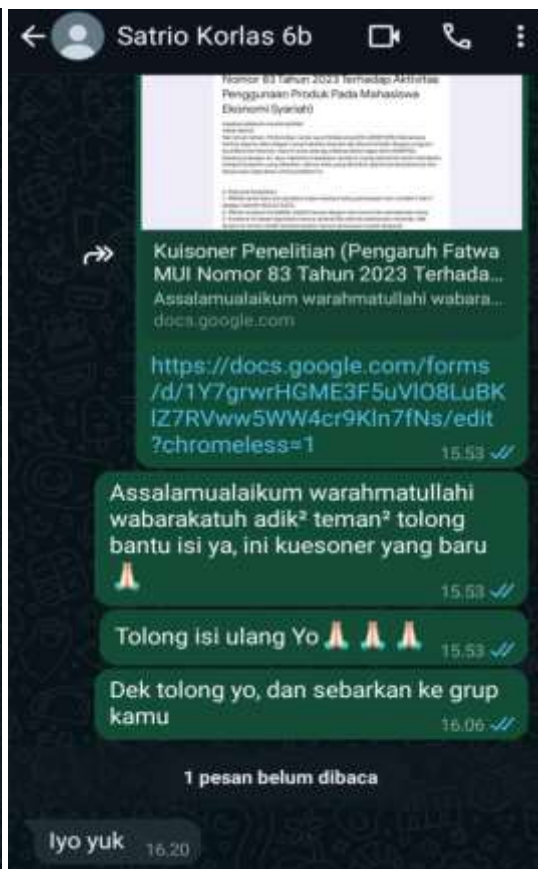 Satrio Korlas 6b
Nomor 83 Tahun 2023 Terhadap Aktivitas
Penggunaan Produk Pada Mahasiswa
Ekonomi Syariah)
Kuisoner Penelitian (Pengaruh Fatwa
MUI Nomor 83 Tahun 2023 Terhada...
Assalamualaikum warahmatullahi wabara...
docs.google.com
https://docs.google.com/forms
/d/1Y7grwrHGME3F5uVlO8LuBK
lZ7RVww5WW4cr9Kln7fNs/edit
?chromeless=1
15.53
Assalamualaikum warahmatullahi
wabarakatuh adik² teman² tolong
bantu isi ya, ini kuesoner yang baru
🙏🏻
15.53
Tolong isi ulang Yo 🙏🏻 🙏🏻 🙏🏻
15.53
Dek tolong yo, dan sebarkan ke grup
kamu
16.06
1 pesan belum dibaca
Iyo yuk
16.20